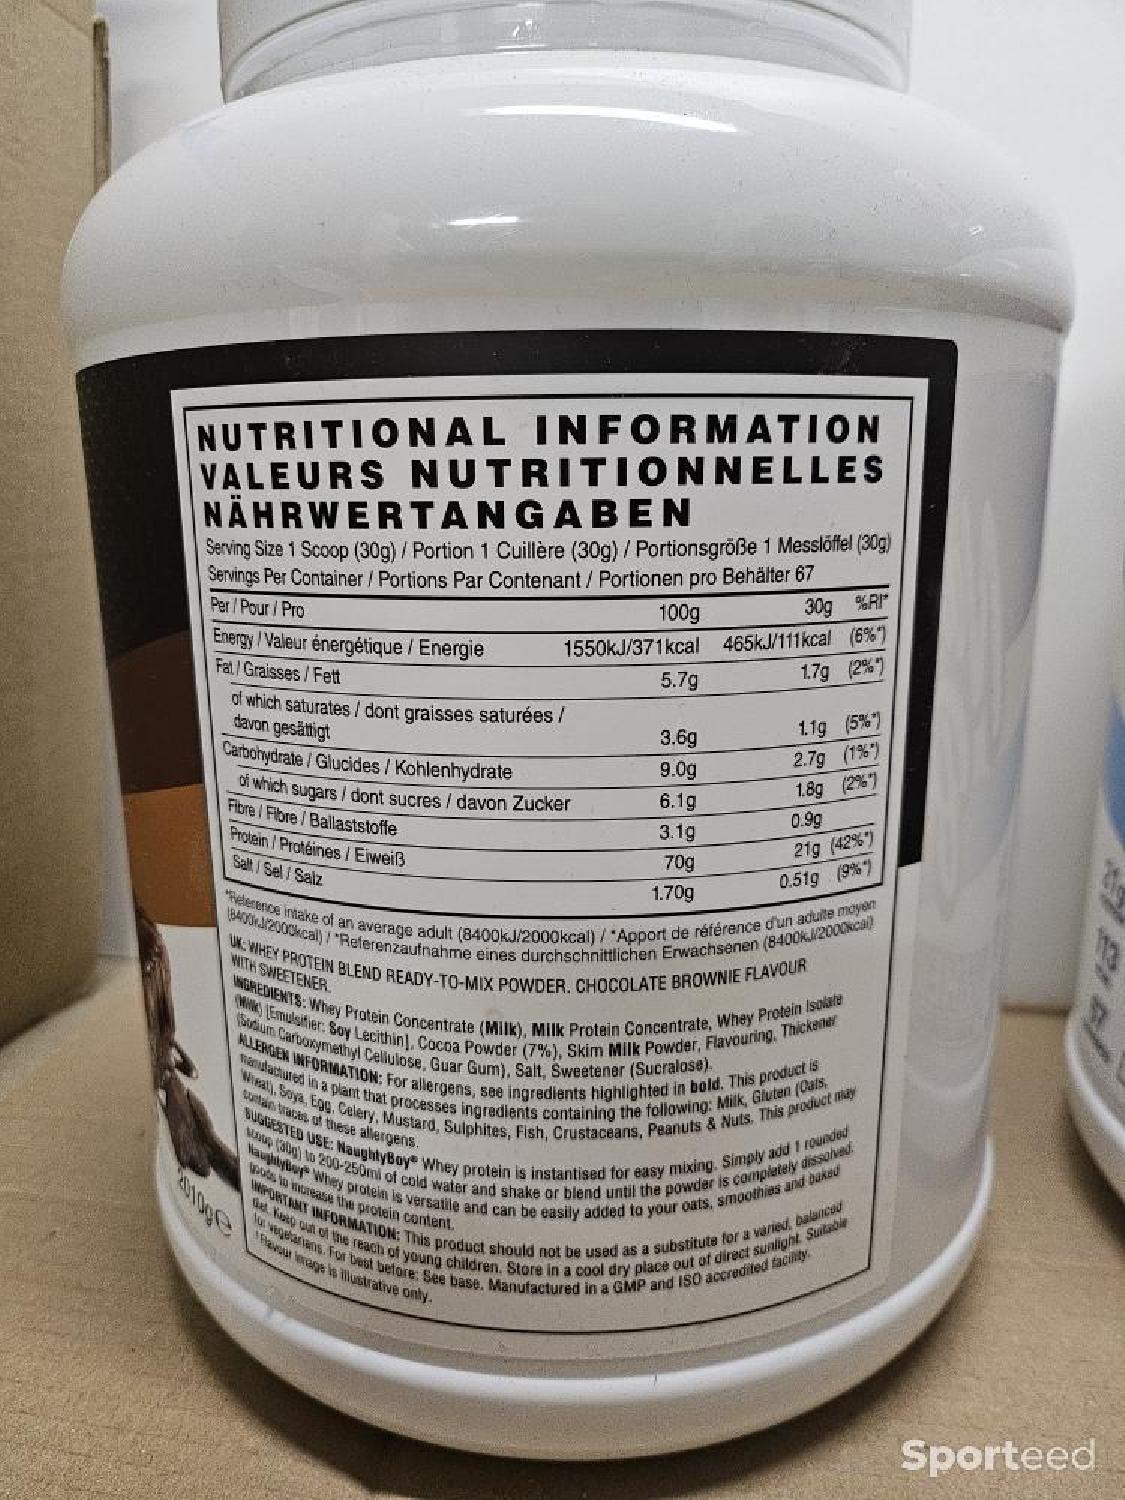 NUTRITIONAL INFORMATION
VALEURS NUTRITIONNELLES
NÄHRWERTANGABEN
Serving Size 1 Scoop (30g) / Portion 1 Cuillère (30g) / Portionsgröße 1 Messlöffel (30g)
Servings Per Container / Portions Par Contenant / Portionen pro Behälter 67
Per / Pour / Pro 100g 30g %RI*
Energy / Valeur énergétique / Energie 1550kJ/371kcal 465kJ/111kcal (6%*)
Fat / Graisses / Fett 5.7g 1.7g (2%*)
of which saturates / dont graisses saturées /
davon gesättigt 3.6g 1.1g (5%*)
Carbohydrate / Glucides / Kohlenhydrate 9.0g 2.7g (1%*)
of which sugars / dont sucres / davon Zucker 6.1g 1.8g (2%*)
Fibre / Fibre / Ballaststoffe 3.1g 0.9g
Protein / Protéines / Eiweiß 70g 21g (42%*)
Salt / Sel / Salz 1.70g 0.51g (9%*)
*Reference intake of an average adult (8400kJ/2000kcal) / *Apport de référence d'un adulte moyen
(8400kJ/2000kcal) / *Referenzaufnahme eines durchschnittlichen Erwachsenen (8400kJ/2000kcal)
UK: WHEY PROTEIN BLEND READY-TO-MIX POWDER. CHOCOLATE BROWNIE FLAVOUR
WITH SWEETENER.
INGREDIENTS: Whey Protein Concentrate (Milk), Milk Protein Concentrate, Whey Protein Isolate
(Milk) [Emulsifier: Soy Lecithin], Cocoa Powder (7%), Skim Milk Powder, Flavouring, Thickener
(Sodium Carboxymethyl Cellulose, Guar Gum), Salt, Sweetener (Sucralose).
ALLERGEN INFORMATION: For allergens, see ingredients highlighted in bold. This product is
manufactured in a plant that processes ingredients containing the following: Milk, Gluten (Oats,
Wheat), Soya, Egg, Celery, Mustard, Sulphites, Fish, Crustaceans, Peanuts & Nuts. This product may
contain traces of these allergens.
SUGGESTED USE: NaughtyBoy® Whey protein is instantised for easy mixing. Simply add 1 rounded
scoop (30g) to 200-250ml of cold water and shake or blend until the powder is completely dissolved.
NaughtyBoy® Whey protein is versatile and can be easily added to your oats, smoothies and baked
goods to increase the protein content.
IMPORTANT INFORMATION: This product should not be used as a substitute for a varied, balanced
diet. Keep out of the reach of young children. Store in a cool dry place out of direct sunlight. Suitable
for vegetarians. For best before: See base. Manufactured in a GMP and ISO accredited facility.
Flavour image is illustrative only.
2010g e
21g
113
Sporteed